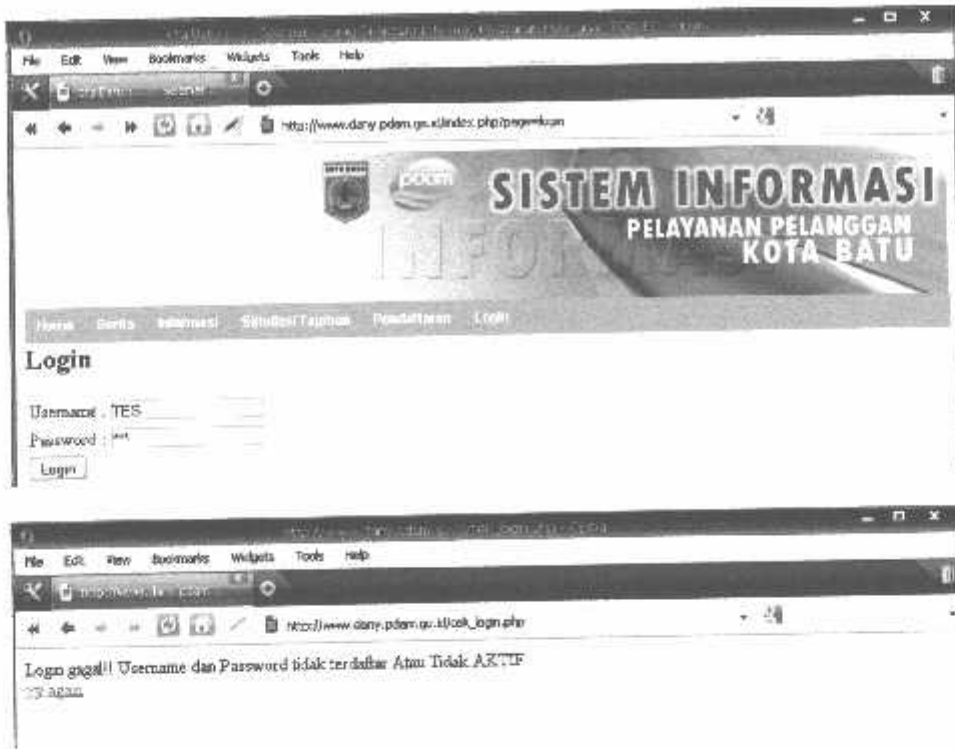 File Edit View Bookmarks Widgets Tools Help
http://www.dany.pdam.go.id/index.php?page=login
pdam
SISTEM INFORMASI
PELAYANAN PELANGGAN
KOTA BATU
INFORMASI
Home Berita Informasi Simulasi Tagihan Pendaftaran Login
Login
Username : TES
Password : ***
Login
File Edit View Bookmarks Widgets Tools Help
http://www.dany.pdam.go.id/cek_login.php
Login gagal!! Username dan Password tidak terdaftar Atau Tidak AKTIF
agan